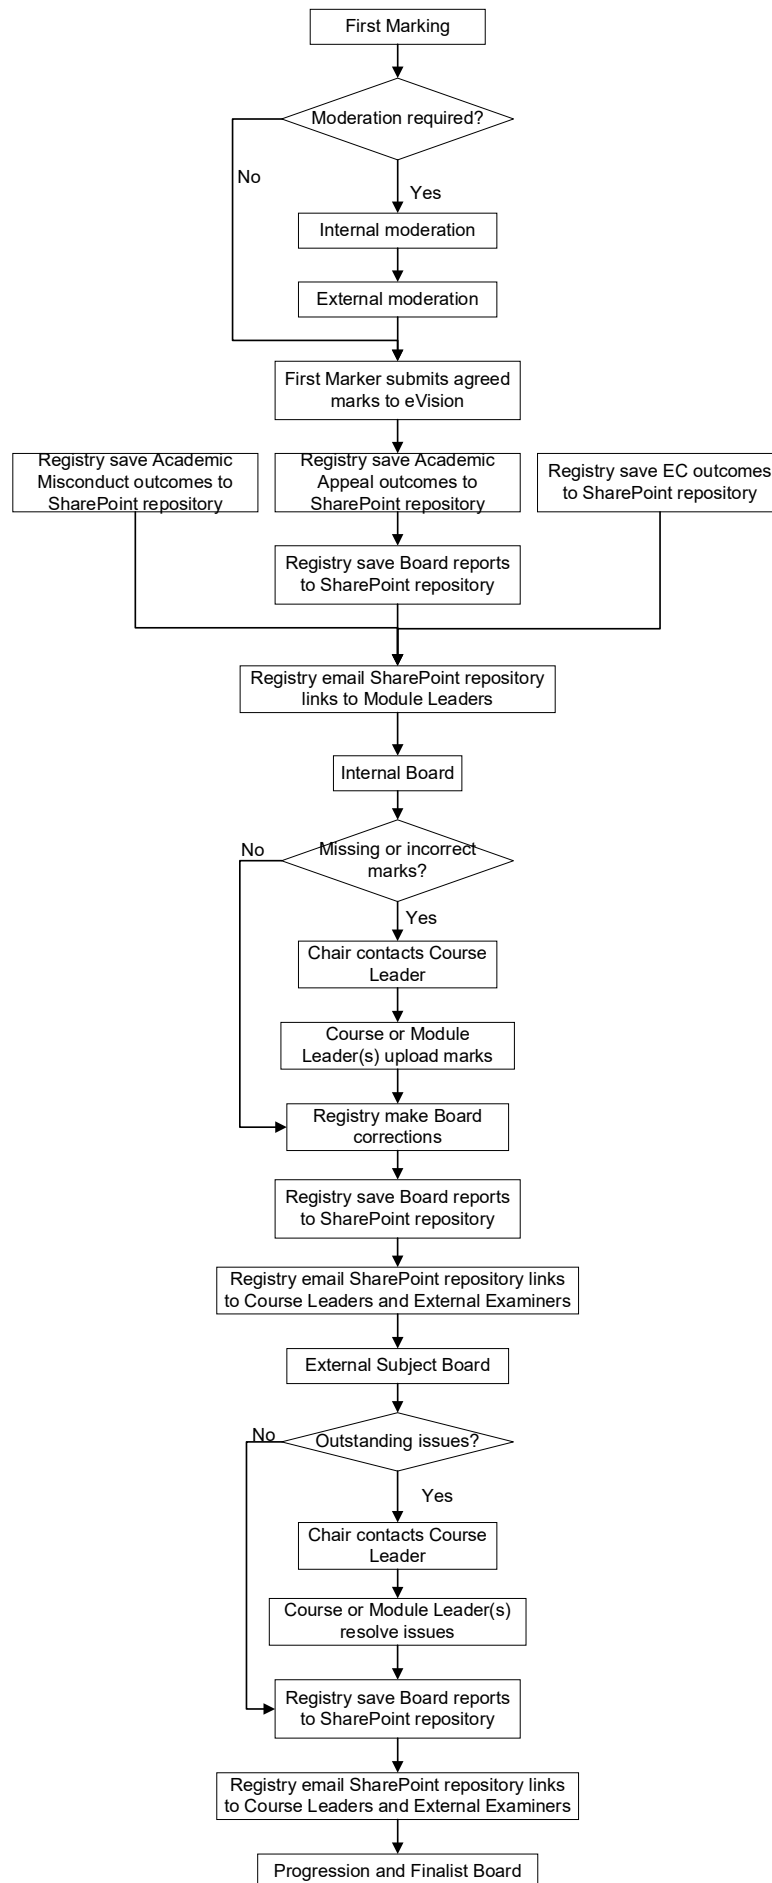 First Marking
Moderation required?
No
Yes
Internal moderation
External moderation
First Marker submits agreed
marks to eVision
Registry save Academic
Misconduct outcomes to
SharePoint repository
Registry save Academic
Appeal outcomes to
SharePoint repository
Registry save EC outcomes
to SharePoint repository
Registry save Board reports
to SharePoint repository
Registry email SharePoint repository
links to Module Leaders
Internal Board
No
Missing or incorrect
marks?
Yes
Chair contacts Course
Leader
Course or Module
Leader(s) upload marks
Registry make Board
corrections
Registry save Board reports
to SharePoint repository
Registry email SharePoint repository links
to Course Leaders and External Examiners
External Subject Board
No
Outstanding issues?
Yes
Chair contacts Course
Leader
Course or Module Leader(s)
resolve issues
Registry save Board reports
to SharePoint repository
Registry email SharePoint repository links
to Course Leaders and External Examiners
Progression and Finalist Board